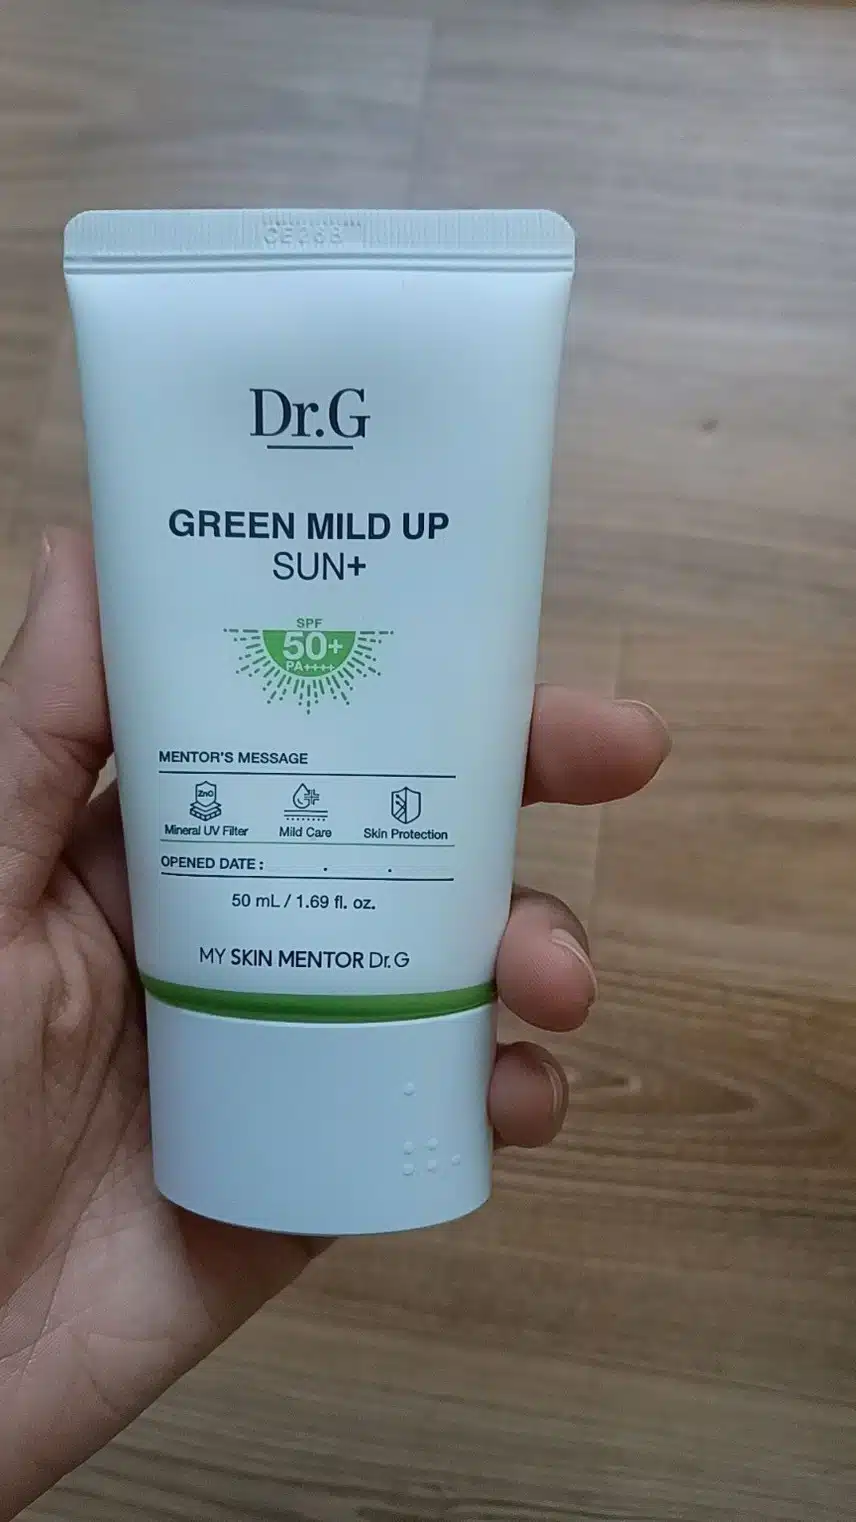 Dr.G
GREEN MILD UP
SUN+
SPF
50+
PA++++
MENTOR'S MESSAGE
ZnO
Mineral UV Filter Mild Care Skin Protection
OPENED DATE : . .
50 mL / 1.69 fl. oz.
MY SKIN MENTOR Dr.G